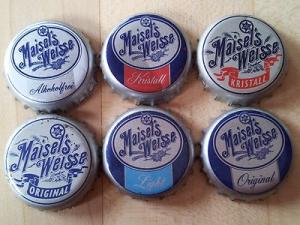 Maisel's
Weisse
Alkoholfrei
Maisel's
Weisse
Kristall
Maisel's
Weisse
KRISTALL
Maisel's
Weisse
ORIGINAL
Maisel's
Weisse
Light
Maisel's
Weisse
Original